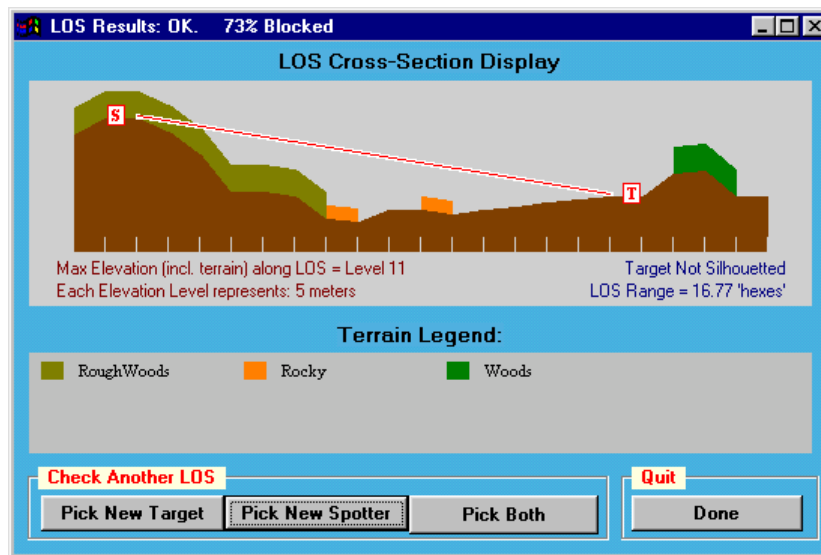 LOS Results: OK. 73% Blocked
LOS Cross-Section Display
S
T
Max Elevation (incl. terrain) along LOS = Level 11
Target Not Silhouetted
Each Elevation Level represents: 5 meters
LOS Range = 16.77 'hexes'
Terrain Legend:
RoughWoods Rocky Woods
Check Another LOS
Quit
Pick New Target Pick New Spotter Pick Both Done